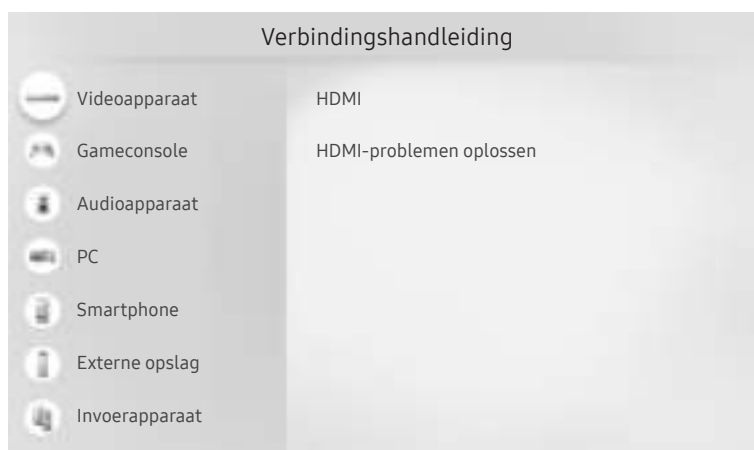 Verbindingshandleiding
Videoapparaat
Gameconsole
Audioapparaat
PC
Smartphone
Externe opslag
Invoerapparaat
HDMI
HDMI-problemen oplossen